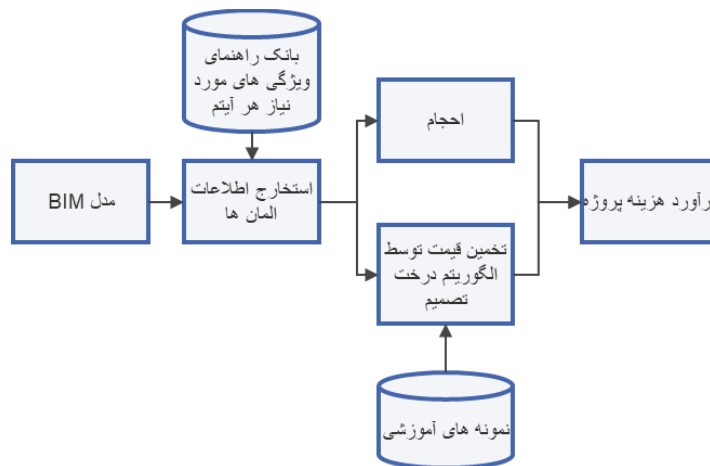 بانک راهنمای
ویژگی های مورد
نیاز هر آیتم
مدل BIM
استخارج اطلاعات
المان ها
احجام
تخمین قیمت توسط
الگوریتم درخت
تصمیم
رآورد هزینه پروژه
نمونه های آموزشی